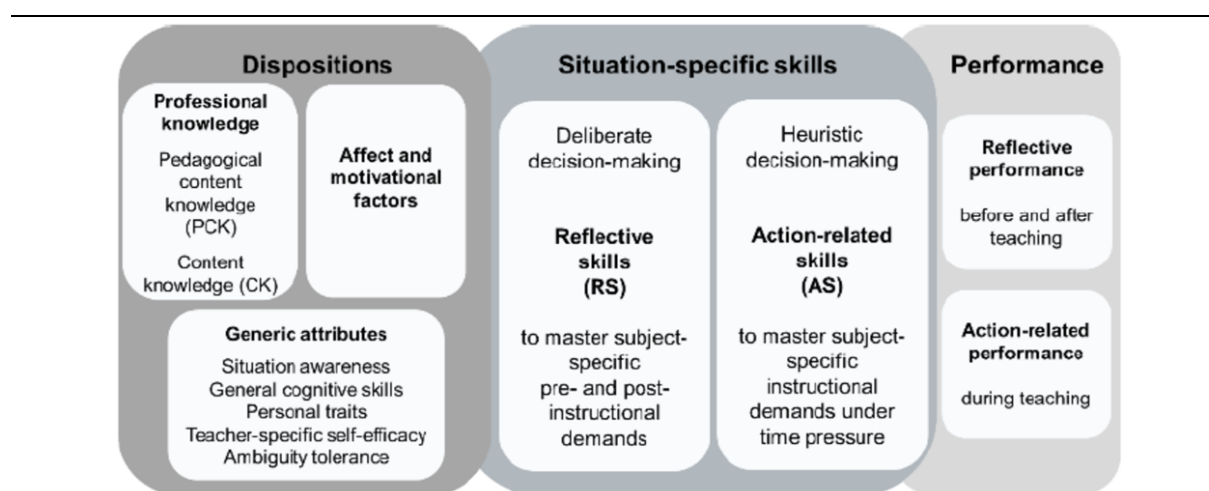 Dispositions
Professional
knowledge
Pedagogical
content
knowledge
(PCK)
Content
knowledge (CK)
Affect and
motivational
factors
Generic attributes
Situation awareness
General cognitive skills
Personal traits
Teacher-specific self-efficacy
Ambiguity tolerance
Situation-specific skills
Deliberate
decision-making
Reflective
skills
(RS)
to master subject-
specific
pre- and post-
instructional
demands
Heuristic
decision-making
Action-related
skills
(AS)
to master subject-
specific
instructional
demands under
time pressure
Performance
Reflective
performance
before and after
teaching
Action-related
performance
during teaching